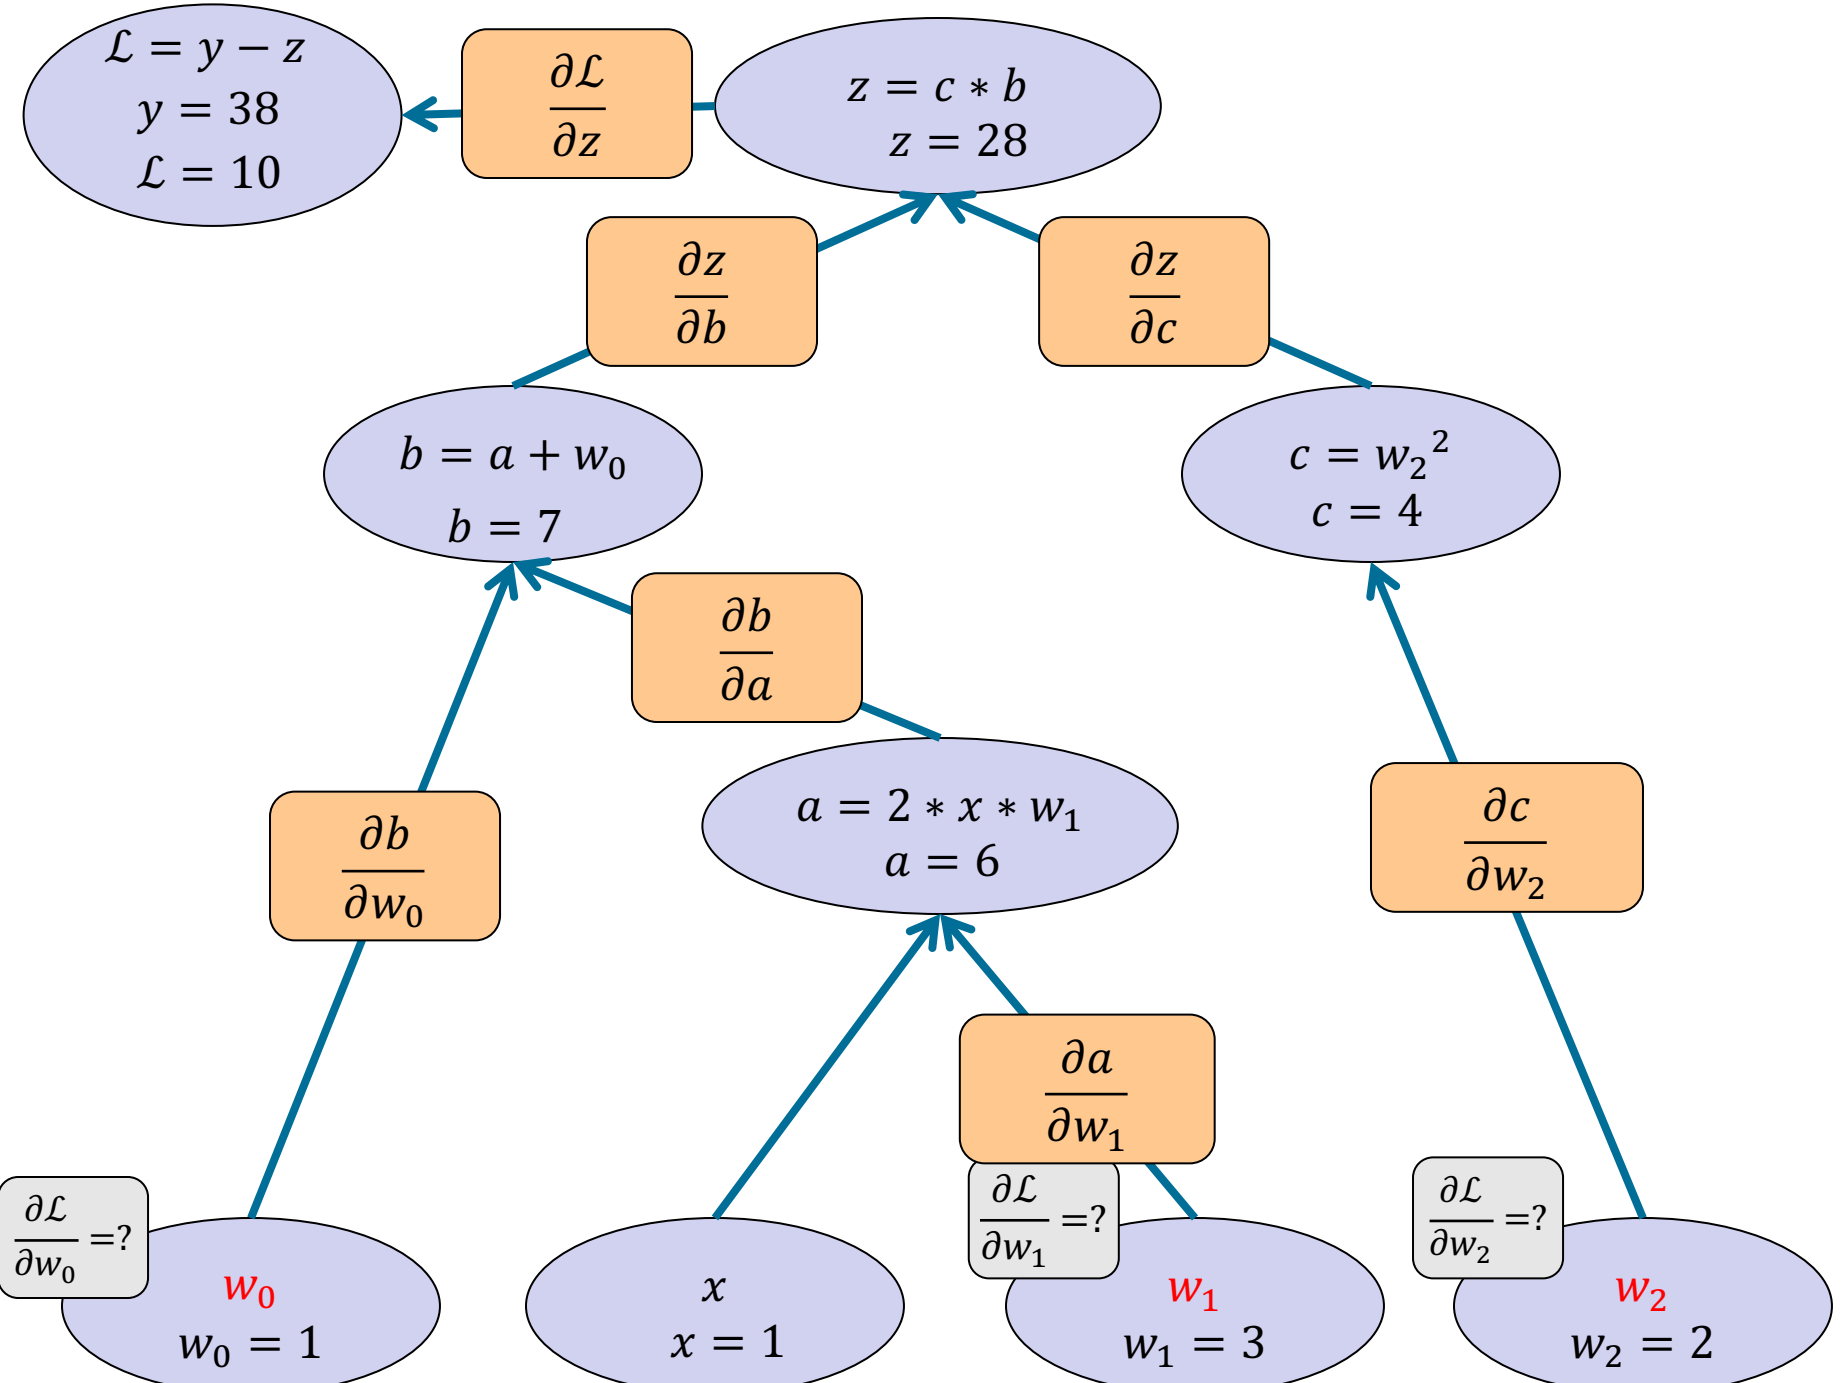 ℒ = y − z
y = 38
ℒ = 10
∂ℒ/∂z
z = c ∗ b
z = 28
∂z/∂b
∂z/∂c
b = a + w₀
b = 7
c = w₂²
c = 4
∂b/∂a
∂b/∂w₀
a = 2 ∗ x ∗ w₁
a = 6
∂c/∂w₂
∂a/∂w₁
∂ℒ/∂w₀ =?
w₀
w₀ = 1
x
x = 1
∂ℒ/∂w₁ =?
w₁
w₁ = 3
∂ℒ/∂w₂ =?
w₂
w₂ = 2